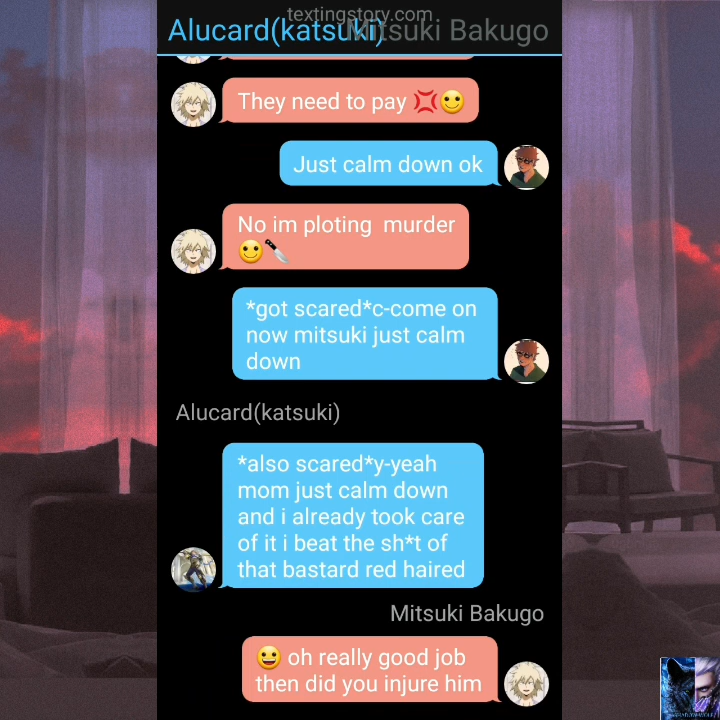 textingstory.com
Alucard(katsuki)
Mitsuki Bakugo
They need to pay 💢🙂
Just calm down ok
No im ploting murder
🙂🔪
*got scared*c-come on
now mitsuki just calm
down
Alucard(katsuki)
*also scared*y-yeah
mom just calm down
and i already took care
of it i beat the sh*t of
that bastard red haired
Mitsuki Bakugo
😀 oh really good job
then did you injure him